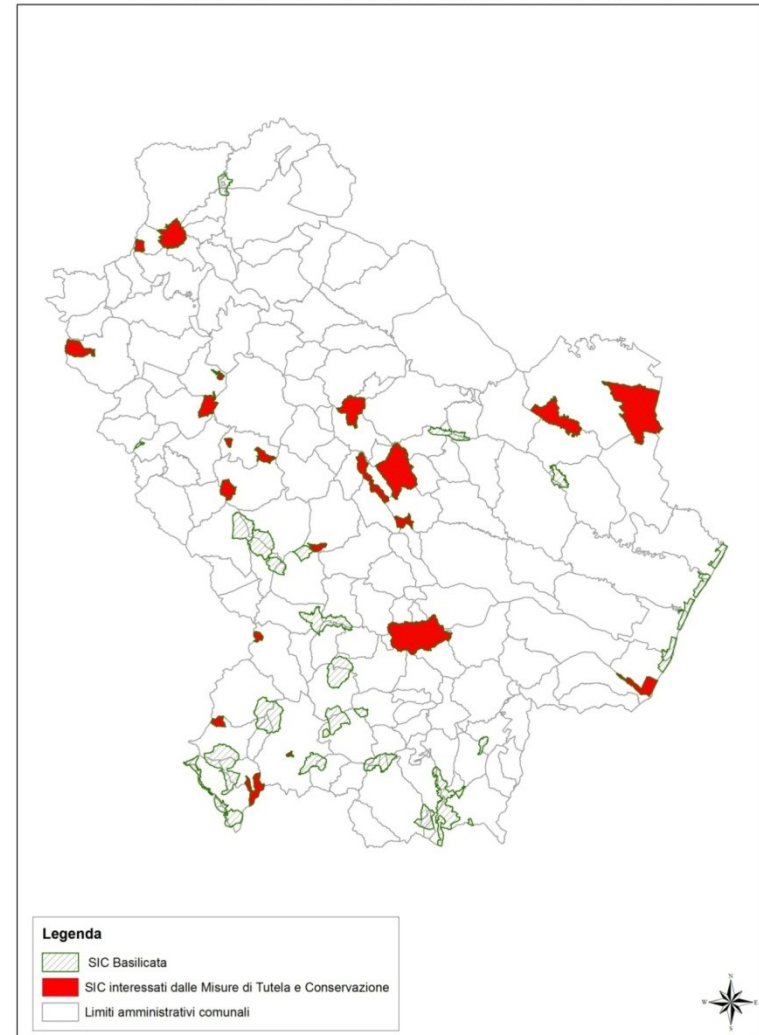 Legenda
SIC Basilicata
SIC interessati dalle Misure di Tutela e Conservazione
Limiti amministrativi comunali
N
W E
S